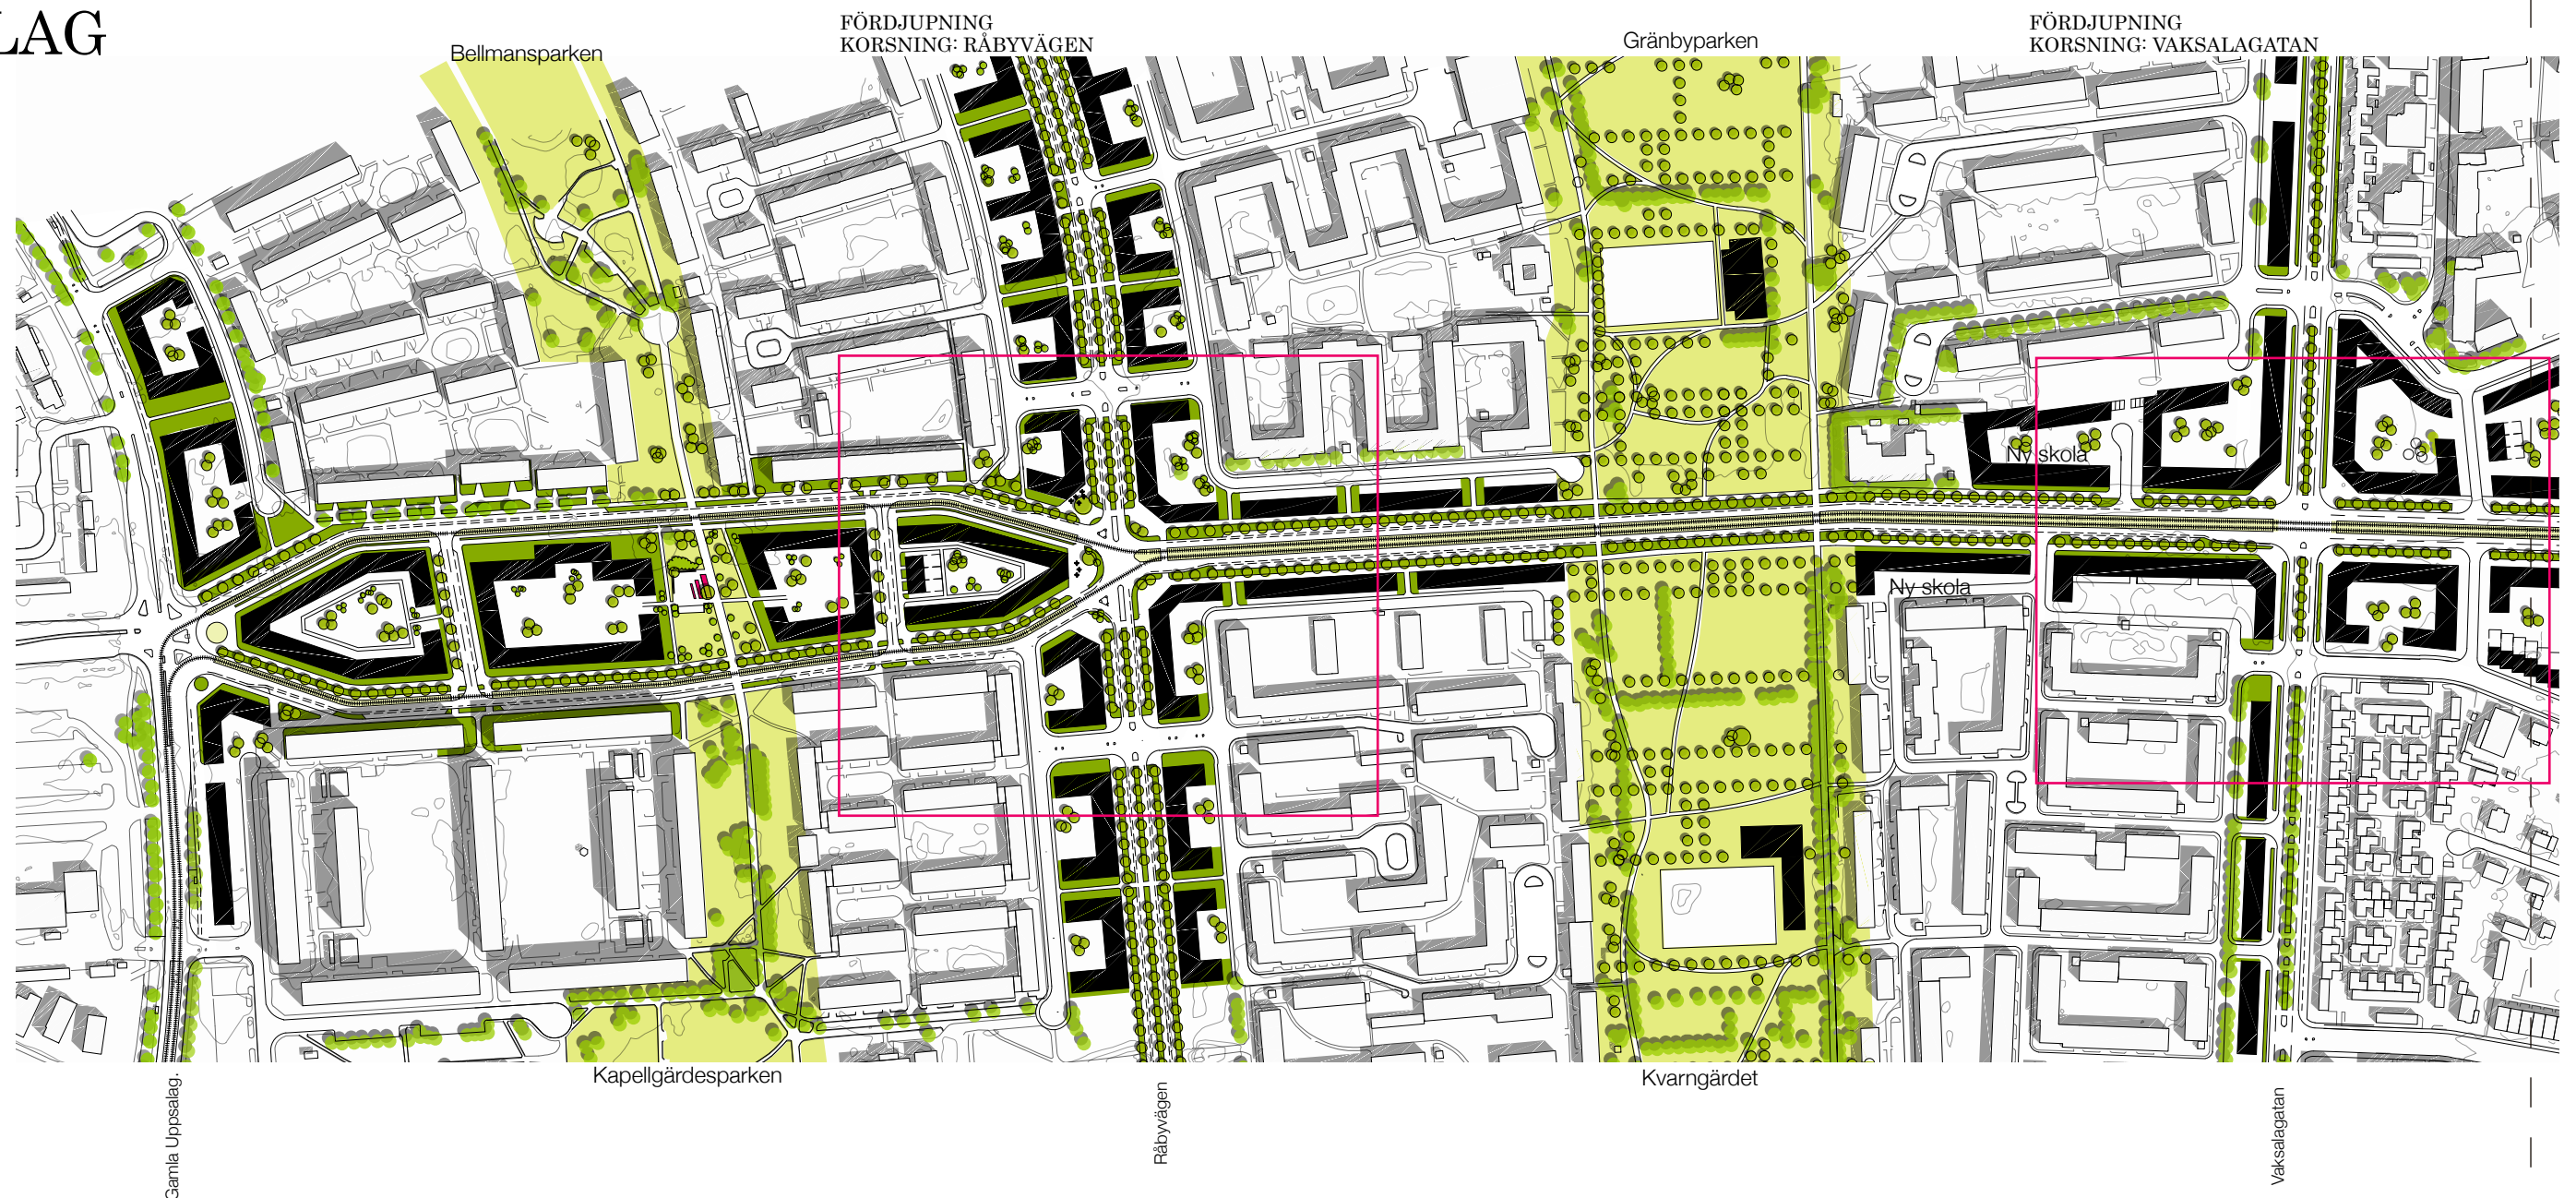 LAG
FÖRDJUPNING
KORSNING: RÅBYVÄGEN
FÖRDJUPNING
KORSNING: VAKSALAGATAN
Bellmansparken
Gränbyparken
Ny skola
Ny skola
Kapellgärdesparken
Kvarngärdet
Gamla Uppsalag.
Råbyvägen
Vaksalagatan